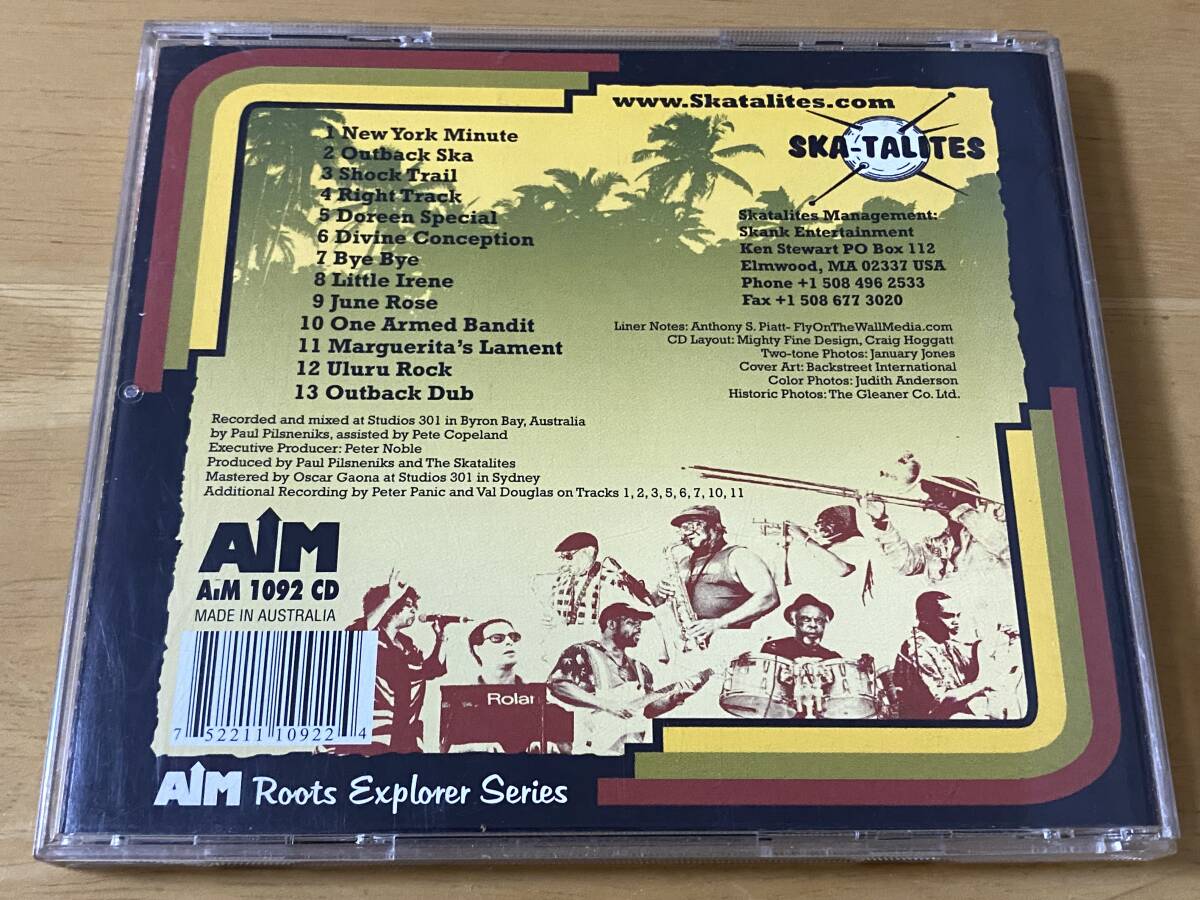 www.Skatalites.com
SKA-TALITES
1 New York Minute
2 Outback Ska
3 Shock Trail
4 Right Track
5 Doreen Special
6 Divine Conception
7 Bye Bye
8 Little Irene
9 June Rose
10 One Armed Bandit
11 Marguerita's Lament
12 Uluru Rock
13 Outback Dub
Skatalites Management:
Skank Entertainment
Ken Stewart PO Box 112
Elmwood, MA 02337 USA
Phone +1 508 496 2533
Fax +1 508 677 3020
Liner Notes: Anthony S. Piatt- FlyOnTheWallMedia.com
CD Layout: Mighty Fine Design, Craig Hoggatt
Two-tone Photos: January Jones
Cover Art: Backstreet International
Color Photos: Judith Anderson
Historic Photos: The Gleaner Co. Ltd.
Recorded and mixed at Studios 301 in Byron Bay, Australia
by Paul Pilsneniks, assisted by Pete Copeland
Executive Producer: Peter Noble
Produced by Paul Pilsneniks and The Skatalites
Mastered by Oscar Gaona at Studios 301 in Sydney
Additional Recording by Peter Panic and Val Douglas on Tracks 1, 2, 3, 5, 6, 7, 10, 11
AIM
AiM 1092 CD
MADE IN AUSTRALIA
7 52211 10922 4
Rolan
AIM Roots Explorer Series